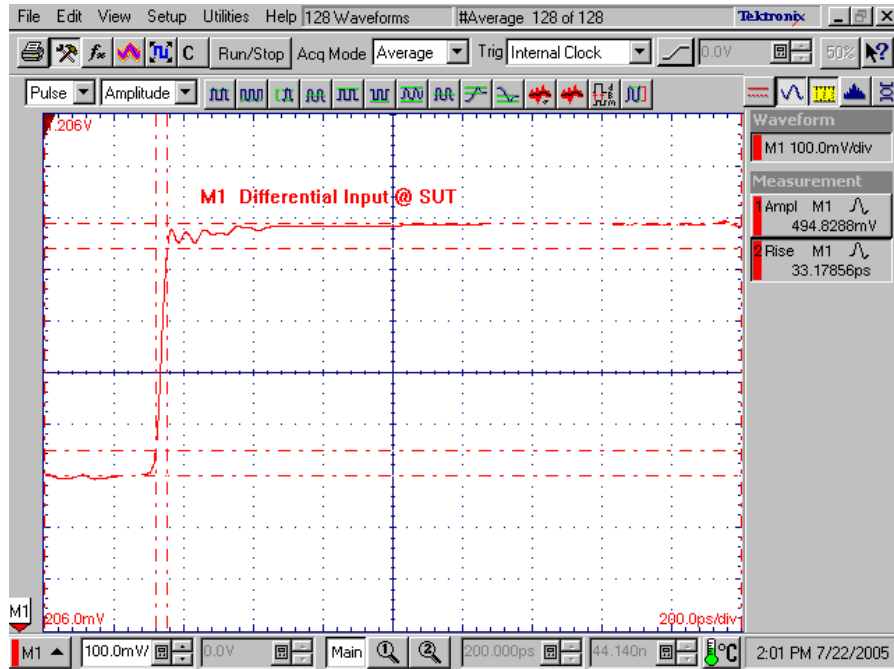 File Edit View Setup Utilities Help 128 Waveforms #Average 128 of 128 Tektronix
C Run/Stop Acq Mode Average Trig Internal Clock 0.0V 50%
Pulse Amplitude
1.206V
M1 Differential Input @ SUT
206.0mV
200.0ps/div
M1
Waveform
M1 100.0mV/div
Measurement
1 Ampl M1
494.8288mV
2 Rise M1
33.17856ps
M1 100.0mV/ 0.0V Main 1 2 200.000ps 44.140n °C 2:01 PM 7/22/2005